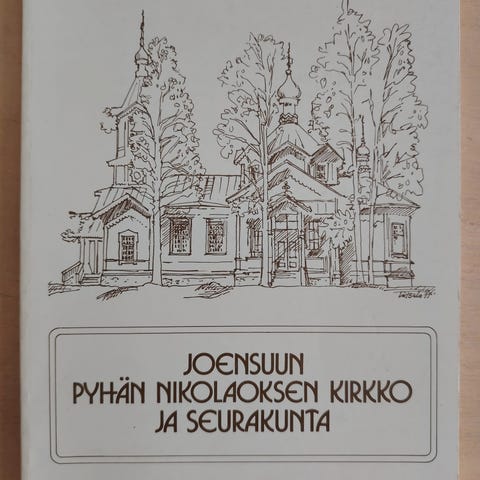 JOENSUUN
PYHÄN NIKOLAOKSEN KIRKKO
JA SEURAKUNTA